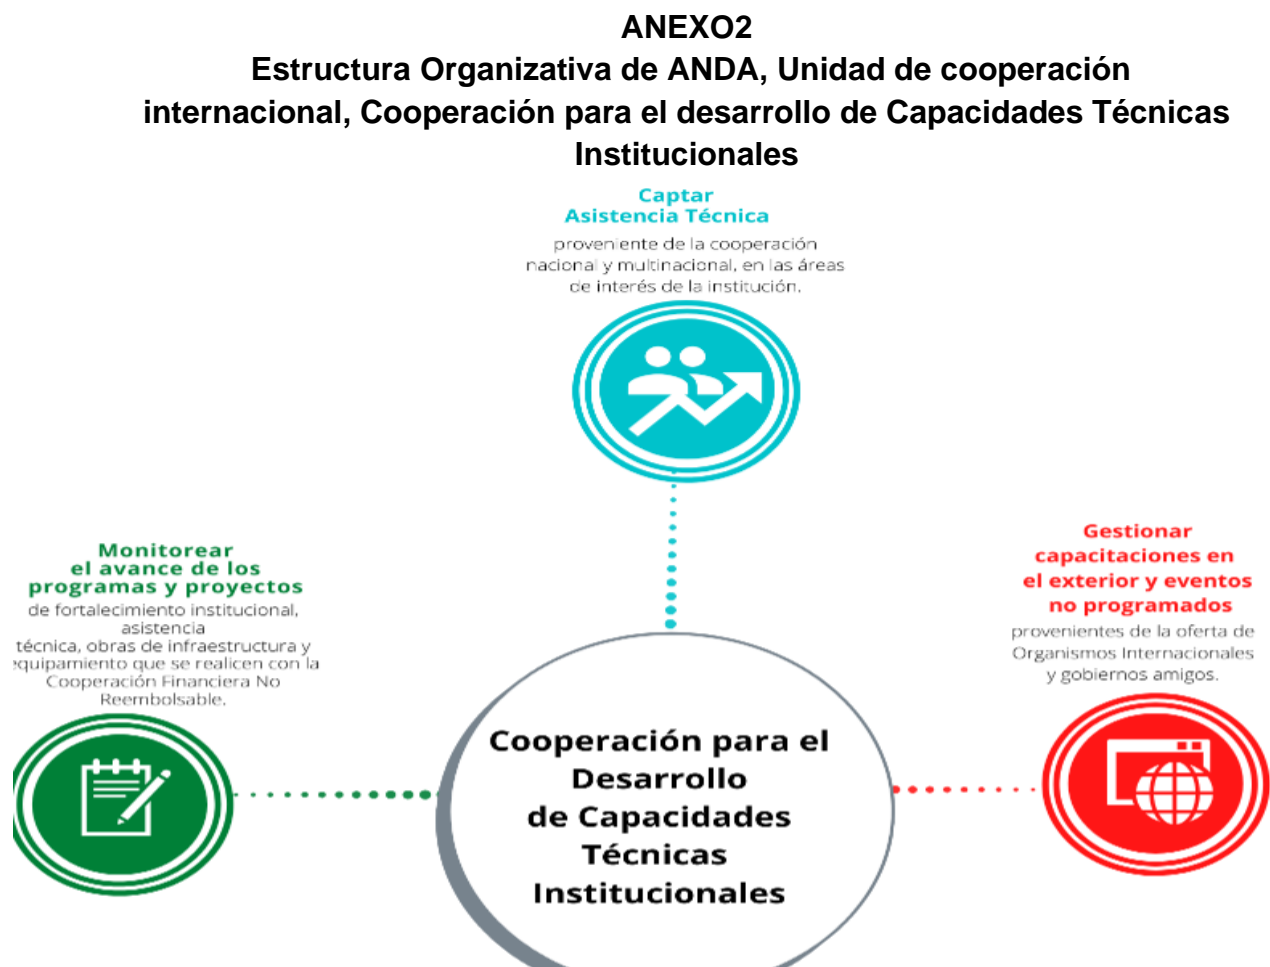 ANEXO2
Estructura Organizativa de ANDA, Unidad de cooperación
internacional, Cooperación para el desarrollo de Capacidades Técnicas
Institucionales
Captar
Asistencia Técnica
proveniente de la cooperación
nacional y multinacional, en las áreas
de interés de la institución.
Monitorear
el avance de los
programas y proyectos
de fortalecimiento institucional,
asistencia
técnica, obras de infraestructura y
quipamiento que se realicen con la
Cooperación Financiera No
Reembolsable.
Gestionar
capacitaciones en
el exterior y eventos
no programados
provenientes de la oferta de
Organismos Internacionales
y gobiernos amigos.
Cooperación para el
Desarrollo
de Capacidades
Técnicas
Institucionales